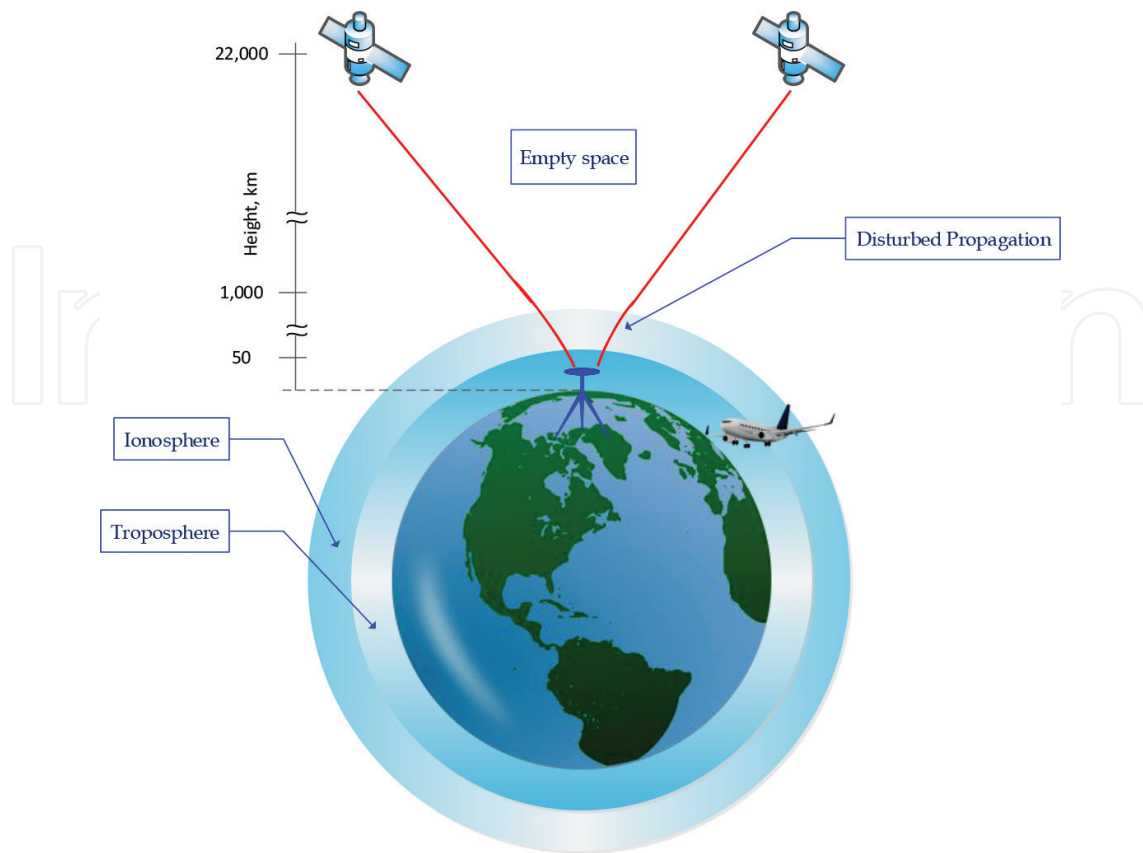 22,000
Empty space
Height, km
Disturbed Propagation
1,000
50
Ionosphere
Troposphere